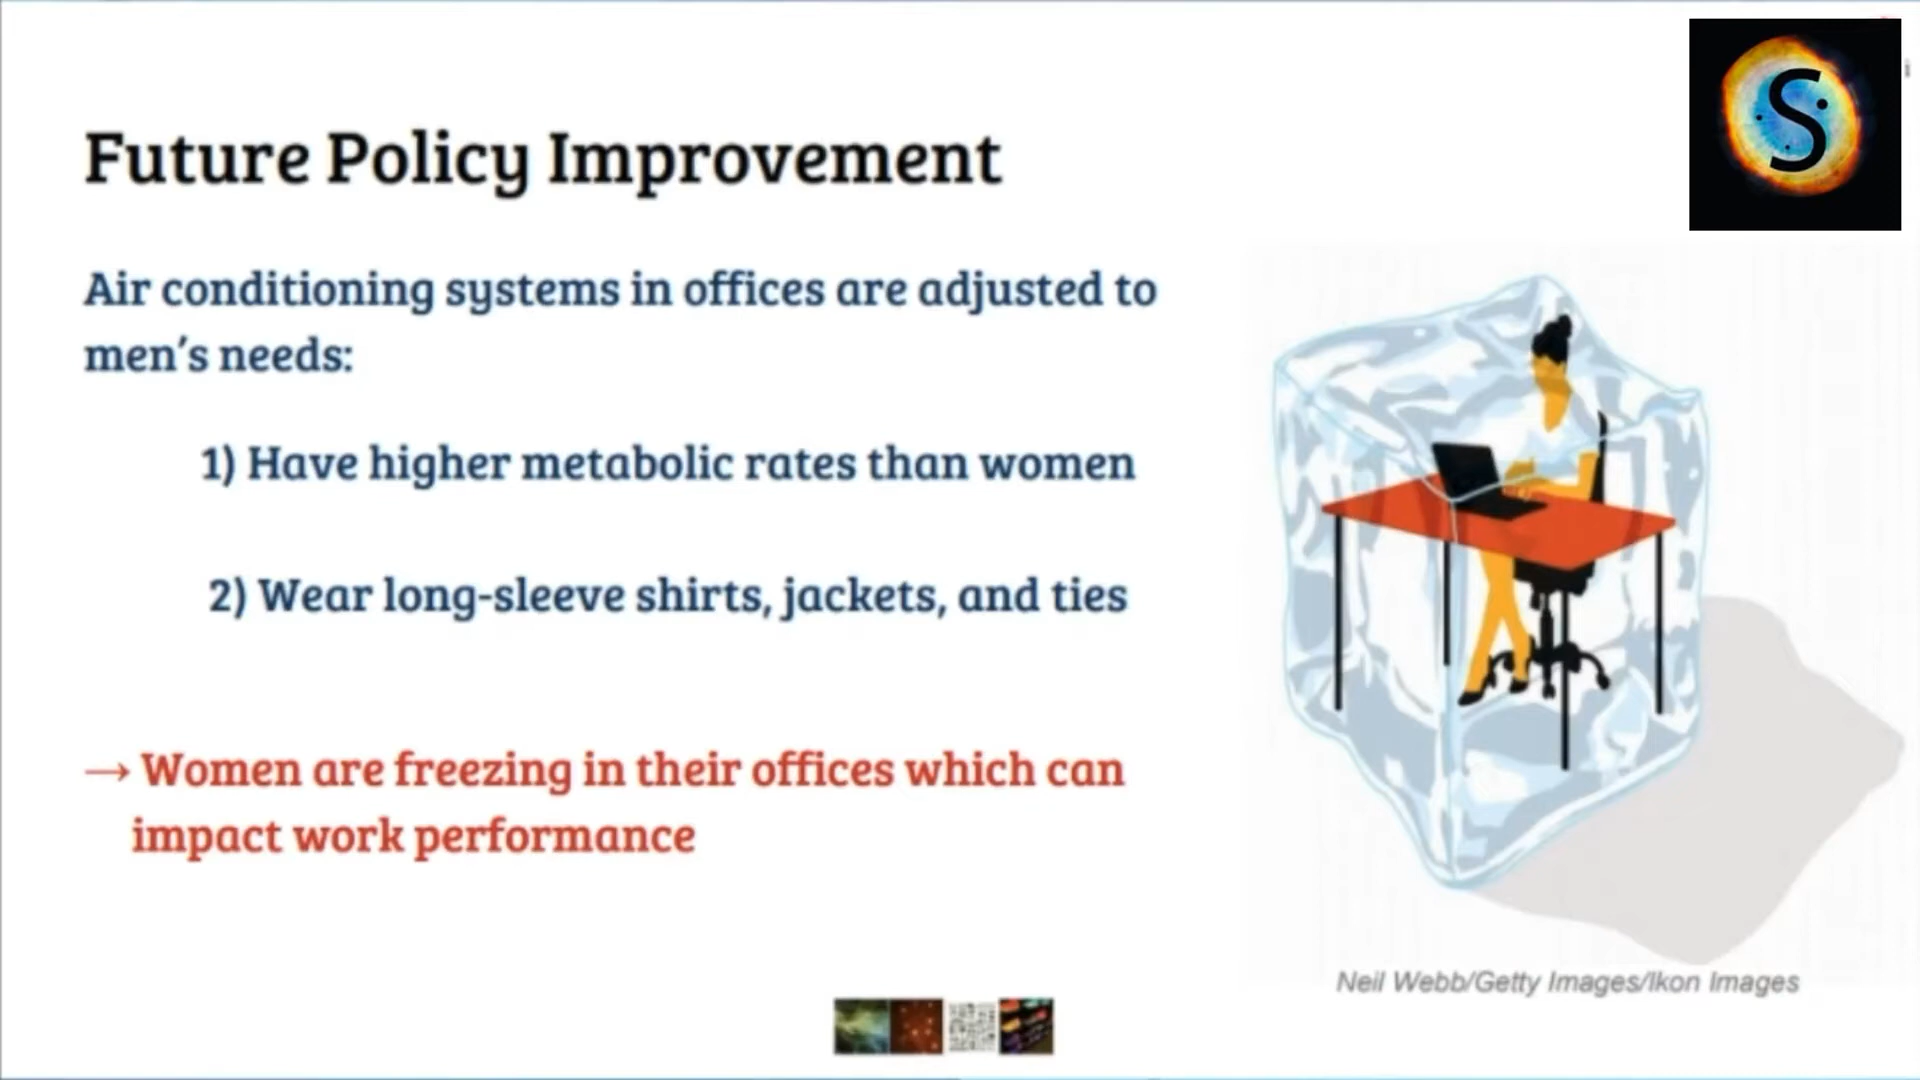 S
Future Policy Improvement
Air conditioning systems in offices are adjusted to
men's needs:
1) Have higher metabolic rates than women
2) Wear long-sleeve shirts, jackets, and ties
→ Women are freezing in their offices which can
impact work performance
Neil Webb/Getty Images/Ikon Images